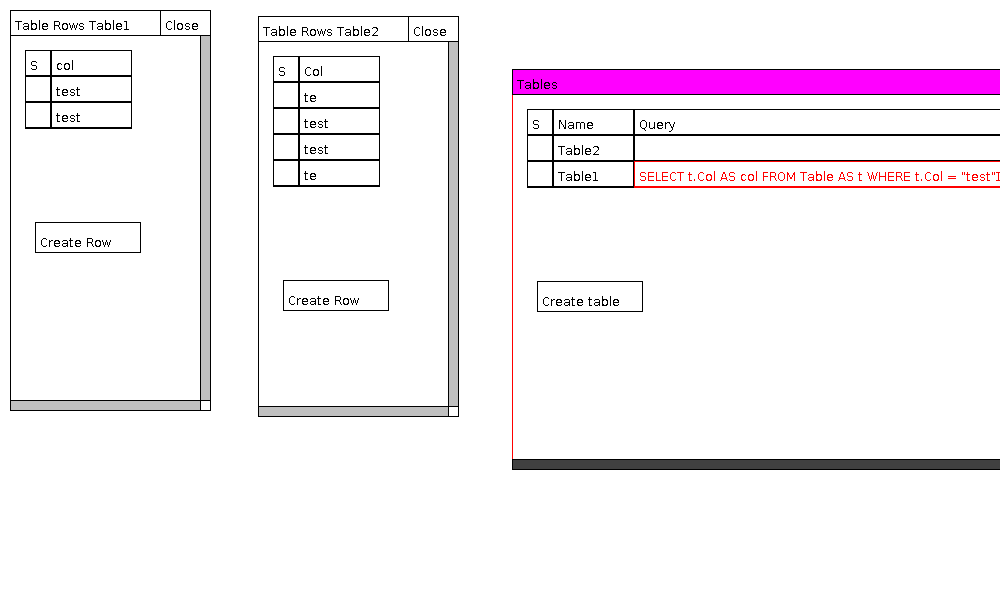 Table Rows Table1 Close
S col
test
test
Create Row
Table Rows Table2 Close
S Col
te
test
test
te
Create Row
Tables
S Name Query
Table2
Table1 SELECT t.Col AS col FROM Table AS t WHERE t.Col = "test"
Create table